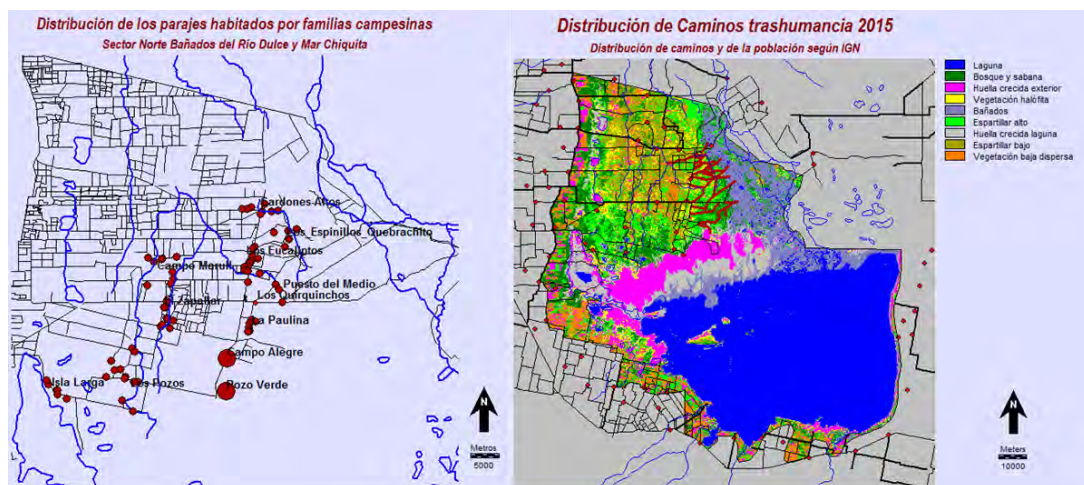 Distribución de los parajes habitados por familias campesinas
Sector Norte Bañados del Río Dulce y Mar Chiquita
Cardones Altos
Los_Espinillos_Quebrachito
Los Eucaliptos
Campo Morull
Puesto del Medio
Los Quirquinchos
El Zapallar
La Paulina
Campo Alegre
Isla Larga
Los Pozos
Pozo Verde
N
Metros
5000
Distribución de Caminos trashumancia 2015
Distribución de caminos y de la población según IGN
Laguna
Bosque y sabana
Huella crecida exterior
Vegetación halófita
Bañados
Espartillar alto
Huella crecida laguna
Espartillar bajo
Vegetación baja dispersa
N
Meters
10000